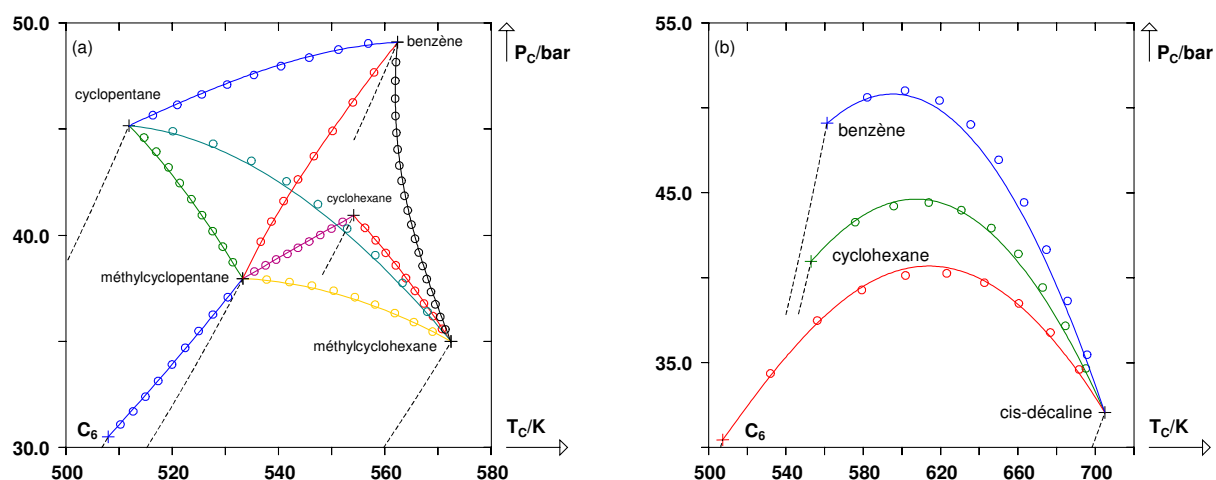 50.0
(a)
benzène
P_C/bar
cyclopentane
cyclohexane
40.0
méthylcyclopentane
méthylcyclohexane
C_6
30.0
T_C/K
500
520
540
560
580
55.0
(b)
P_C/bar
benzène
45.0
cyclohexane
35.0
cis-décaline
C_6
T_C/K
500
540
580
620
660
700